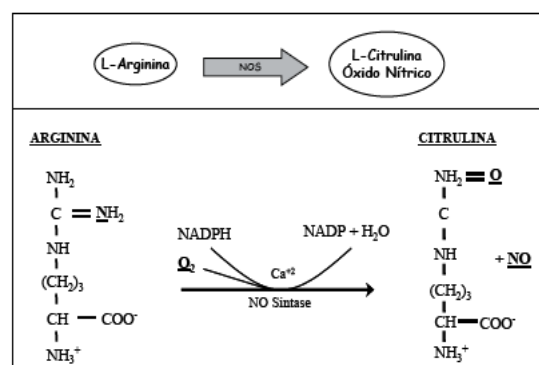 L-Arginina
NOS
L-Citrulina
Óxido Nítrico
ARGININA
NH₂
C = NH₂
NH
(CH₂)₃
CH — COO⁻
NH₃⁺
NADPH
O₂
NADP + H₂O
Ca⁺²
NO Sintase
CITRULINA
NH₂ = O
C
NH
+ NO
(CH₂)₃
CH — COO⁻
NH₃⁺